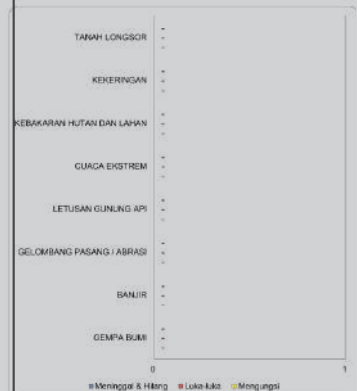 TANAH LONGSOR
-
-
-
KEKERINGAN
-
-
-
KEBAKARAN HUTAN DAN LAHAN
-
-
-
CUACA EKSTREM
-
-
-
LETUSAN GUNUNG API
-
-
-
GELOMBANG PASANG / ABRASI
-
-
-
BANJIR
-
-
-
GEMPA BUMI
-
-
-
0 1
Meninggal & Hilang Luka-luka Mengungsi